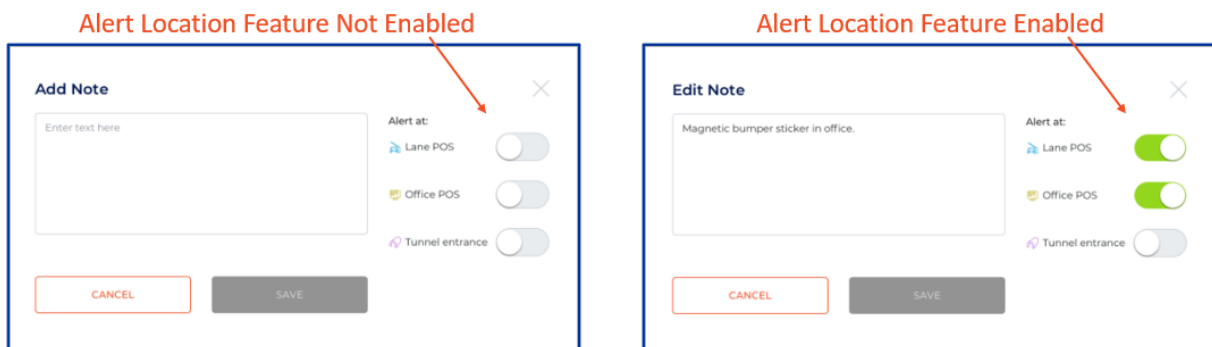 Alert Location Feature Not Enabled
Add Note
Enter text here
Alert at:
Lane POS
Office POS
Tunnel entrance
CANCEL
SAVE
Alert Location Feature Enabled
Edit Note
Magnetic bumper sticker in office.
Alert at:
Lane POS
Office POS
Tunnel entrance
CANCEL
SAVE